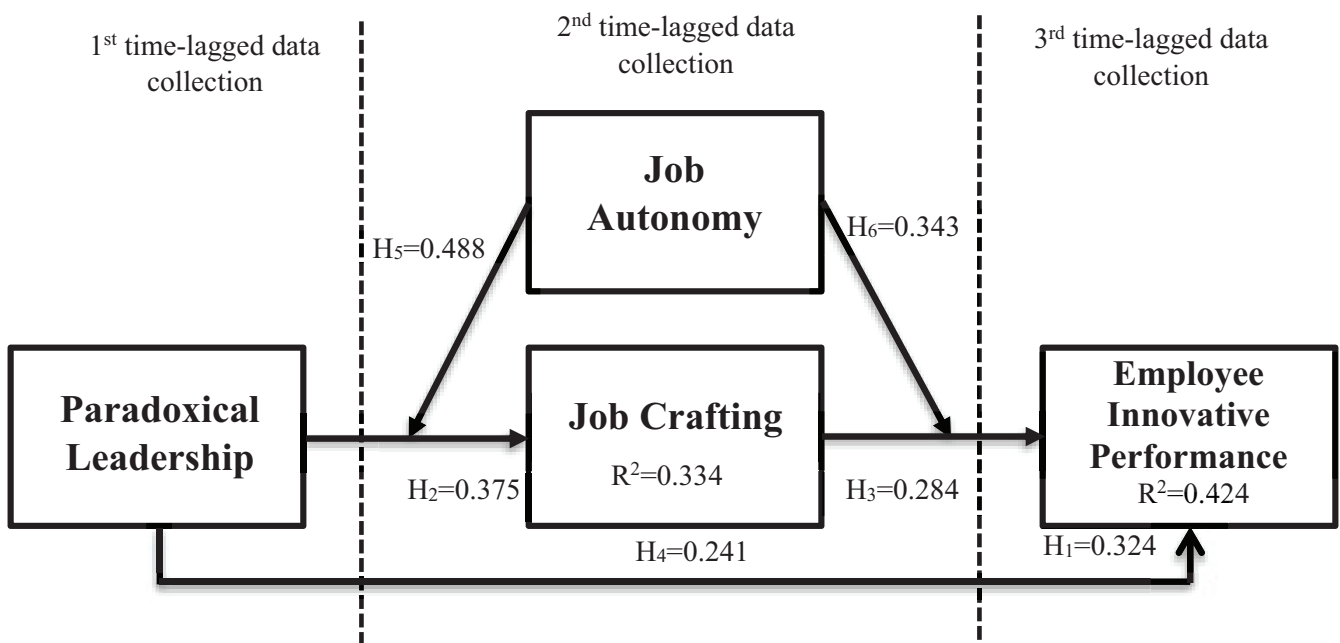 1st time-lagged data
collection
2nd time-lagged data
collection
3rd time-lagged data
collection
Job
Autonomy
H5=0.488
H6=0.343
Paradoxical
Leadership
Job Crafting
R²=0.334
Employee
Innovative
Performance
R²=0.424
H2=0.375
H3=0.284
H4=0.241
H1=0.324